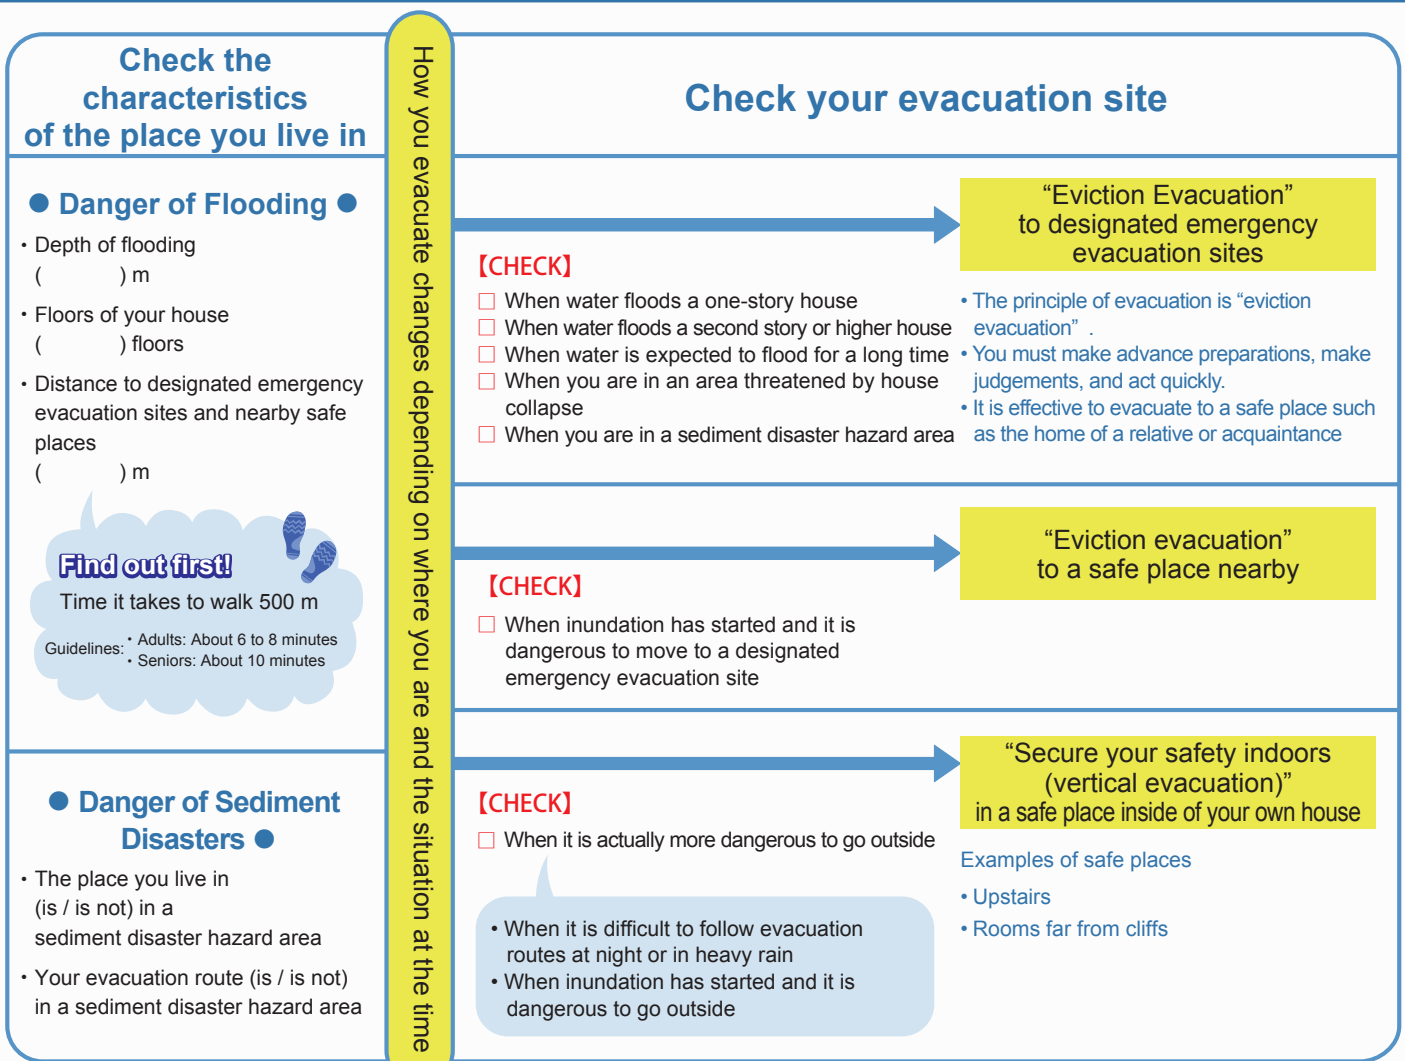 Check the
characteristics
of the place you live in
● Danger of Flooding ●
・Depth of flooding
( ) m
・Floors of your house
( ) floors
・Distance to designated emergency
evacuation sites and nearby safe
places
( ) m
Find out first!
Time it takes to walk 500 m
Guidelines:
・Adults: About 6 to 8 minutes
・Seniors: About 10 minutes
● Danger of Sediment
Disasters ●
・The place you live in
(is / is not) in a
sediment disaster hazard area
・Your evacuation route (is / is not)
in a sediment disaster hazard area
How you evacuate changes depending on where you are and the situation at the time
Check your evacuation site
“Eviction Evacuation”
to designated emergency
evacuation sites
【CHECK】
□ When water floods a one-story house
□ When water floods a second story or higher house
□ When water is expected to flood for a long time
□ When you are in an area threatened by house
collapse
□ When you are in a sediment disaster hazard area
• The principle of evacuation is “eviction
evacuation” .
• You must make advance preparations, make
judgements, and act quickly.
• It is effective to evacuate to a safe place such
as the home of a relative or acquaintance
“Eviction evacuation”
to a safe place nearby
【CHECK】
□ When inundation has started and it is
dangerous to move to a designated
emergency evacuation site
“Secure your safety indoors
(vertical evacuation)”
in a safe place inside of your own house
【CHECK】
□ When it is actually more dangerous to go outside
• When it is difficult to follow evacuation
routes at night or in heavy rain
• When inundation has started and it is
dangerous to go outside
Examples of safe places
• Upstairs
• Rooms far from cliffs